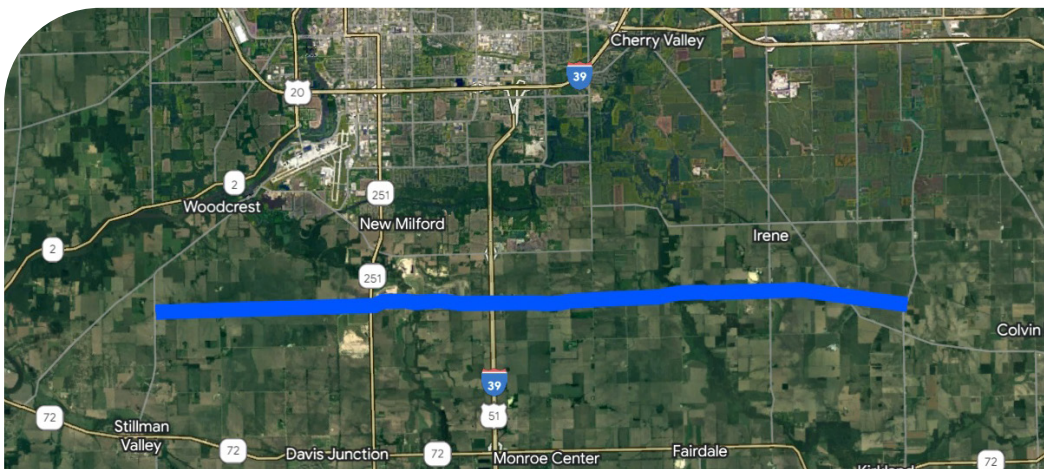 Cherry Valley
39
20
2
251
Woodcrest
New Milford
Irene
2
251
Colvin
39
72
51
Stillman
Valley
72
Davis Junction
72
Monroe Center
Fairdale
72